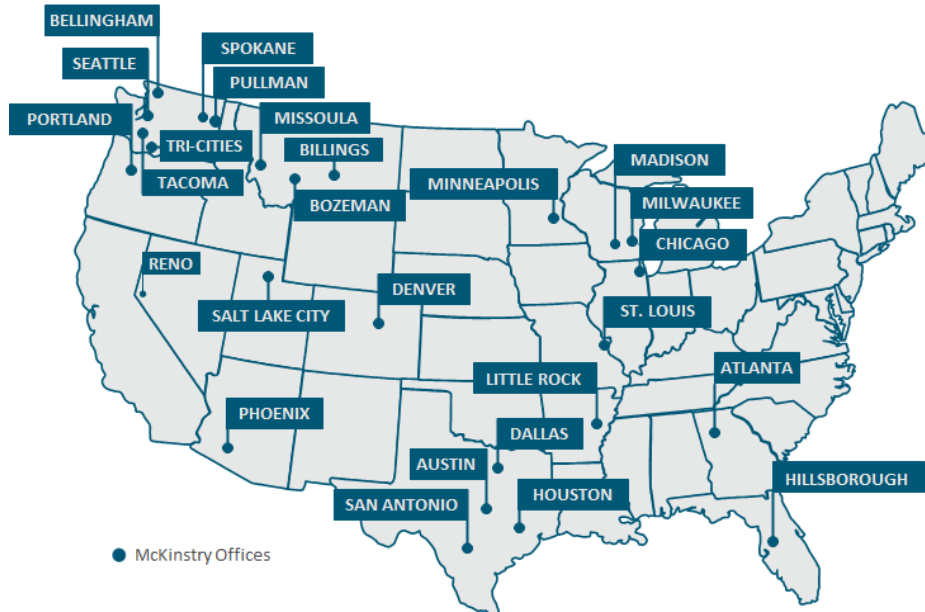 BELLINGHAM
SPOKANE
SEATTLE
PULLMAN
PORTLAND
MISSOULA
TRI-CITIES
BILLINGS
MADISON
TACOMA
MINNEAPOLIS
BOZEMAN
MILWAUKEE
CHICAGO
RENO
DENVER
SALT LAKE CITY
ST. LOUIS
LITTLE ROCK
ATLANTA
PHOENIX
DALLAS
AUSTIN
HILLSBOROUGH
SAN ANTONIO
HOUSTON
McKinstry Offices